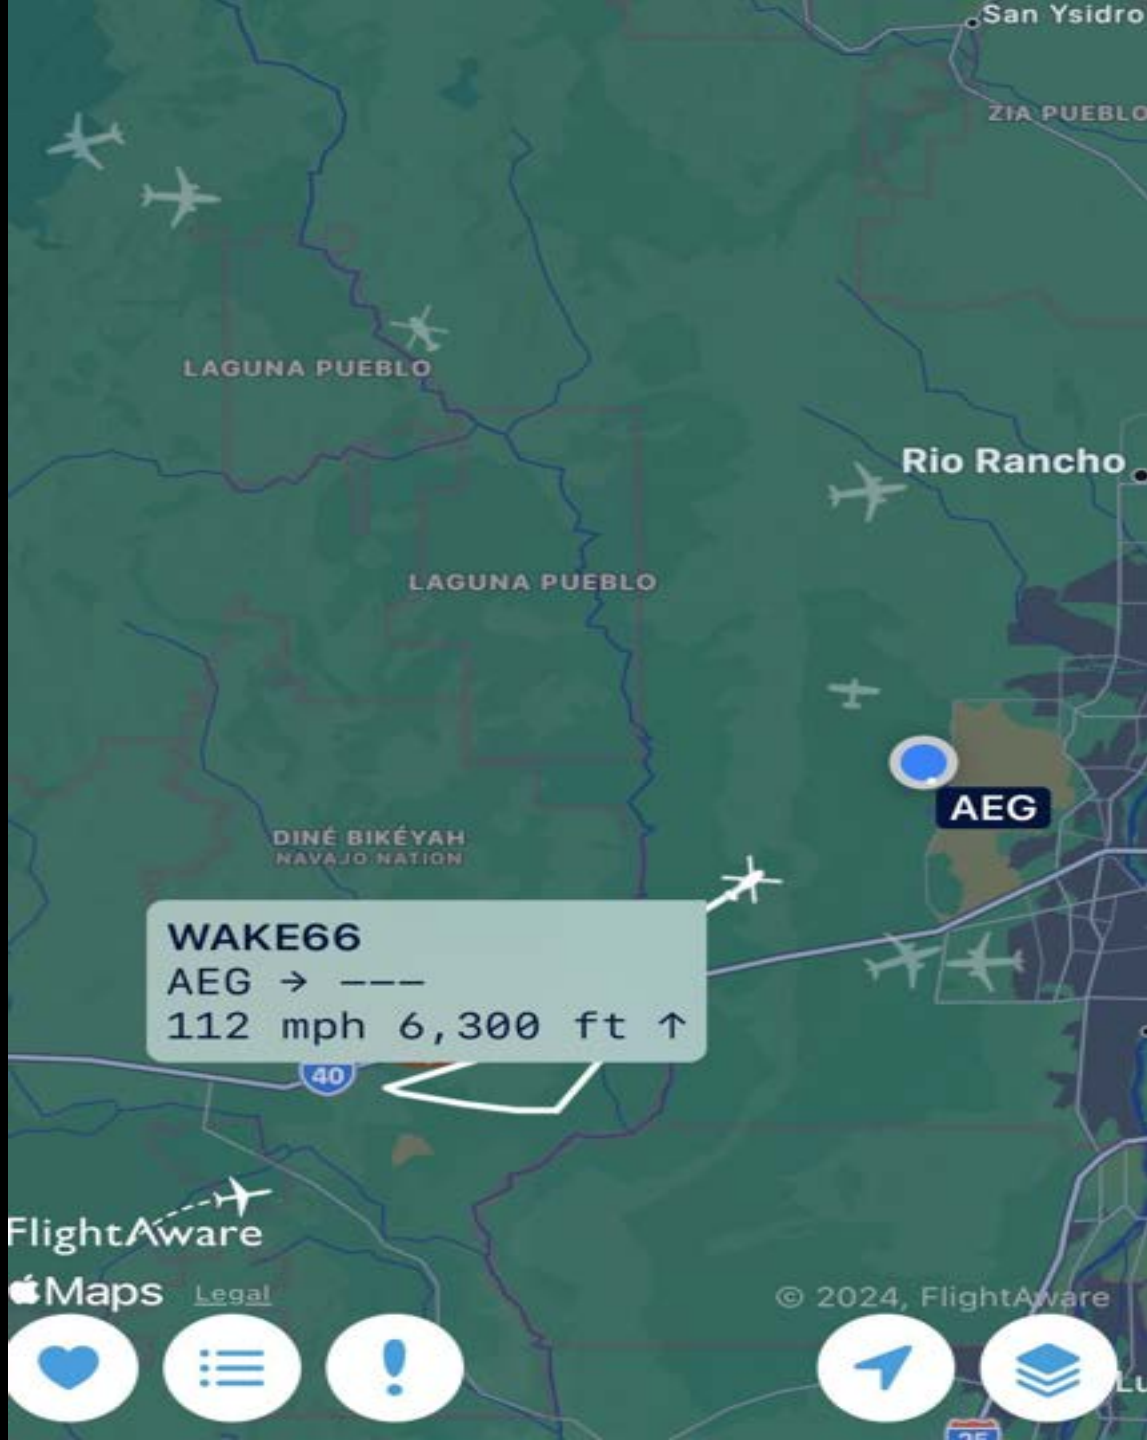 San Ysidro
ZIA PUEBLO
LAGUNA PUEBLO
Rio Rancho
LAGUNA PUEBLO
AEG
DINÉ BIKÉYAH
NAVAJO NATION
WAKE66
AEG → ---
112 mph 6,300 ft ↑
40
FlightAware
Maps Legal
© 2024, FlightAware
Lu
25